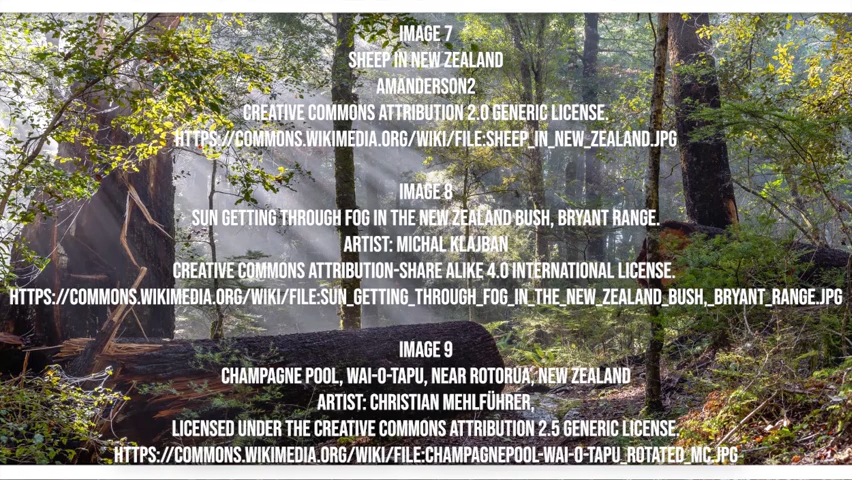 IMAGE 7
SHEEP IN NEW ZEALAND
AMANDERSON2
CREATIVE COMMONS ATTRIBUTION 2.0 GENERIC LICENSE.
HTTPS://COMMONS.WIKIMEDIA.ORG/WIKI/FILE:SHEEP_IN_NEW_ZEALAND.JPG
IMAGE 8
SUN GETTING THROUGH FOG IN THE NEW ZEALAND BUSH, BRYANT RANGE.
ARTIST: MICHAL KLAJBAN
CREATIVE COMMONS ATTRIBUTION-SHARE ALIKE 4.0 INTERNATIONAL LICENSE.
HTTPS://COMMONS.WIKIMEDIA.ORG/WIKI/FILE:SUN_GETTING_THROUGH_FOG_IN_THE_NEW_ZEALAND_BUSH,_BRYANT_RANGE.JPG
IMAGE 9
CHAMPAGNE POOL, WAI-O-TAPU, NEAR ROTORUA, NEW ZEALAND
ARTIST: CHRISTIAN MEHLFÜHRER,
LICENSED UNDER THE CREATIVE COMMONS ATTRIBUTION 2.5 GENERIC LICENSE.
HTTPS://COMMONS.WIKIMEDIA.ORG/WIKI/FILE:CHAMPAGNEPOOL-WAI-O-TAPU_ROTATED_MC.JPG